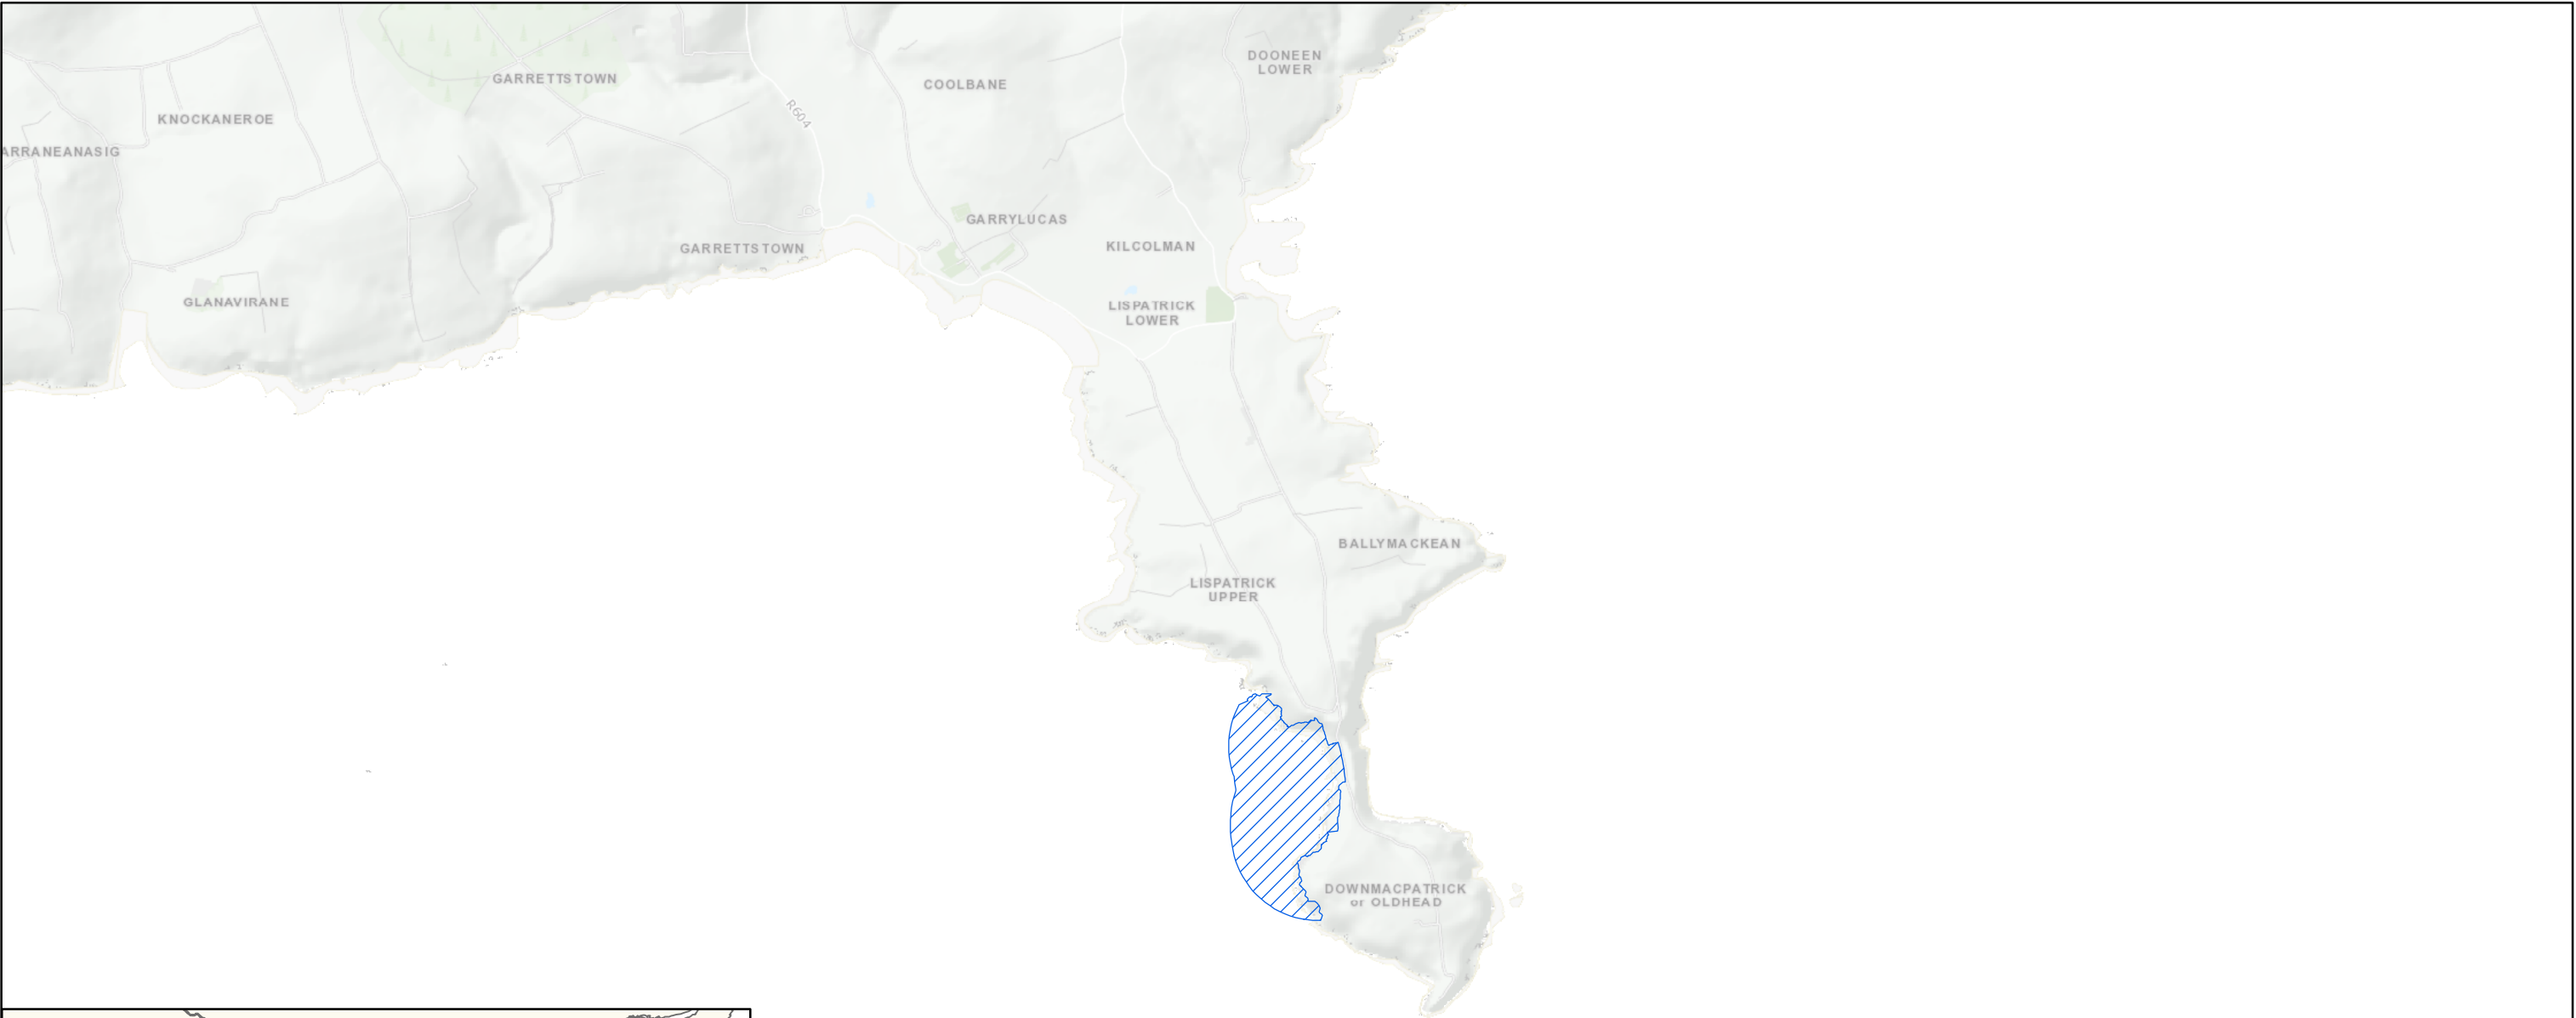 DOONEEN
LOWER
GARRETTSTOWN
COOLBANE
R604
KNOCKANEROE
ARRANEANASIG
GARRYLUCAS
GARRETTSTOWN
KILCOLMAN
GLANAVIRANE
LISPATRICK
LOWER
BALLYMACKEAN
LISPATRICK
UPPER
DOWNMACPATRICK
or OLDHEAD